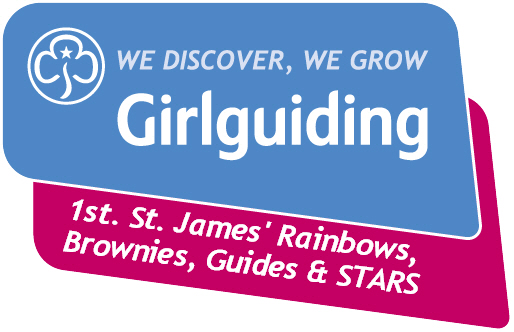 WE DISCOVER, WE GROW
Girlguiding
1st. St. James' Rainbows,
Brownies, Guides & STARS